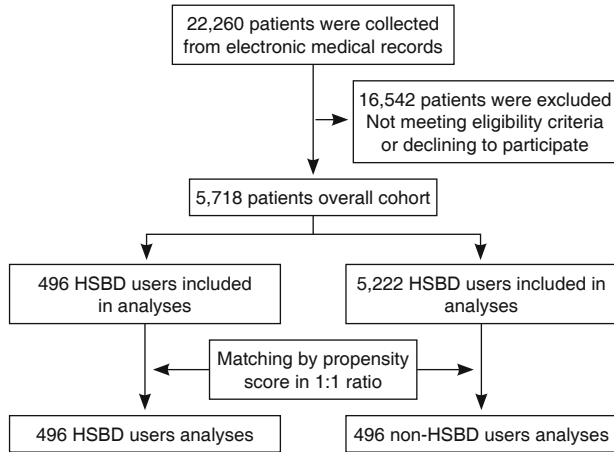 22,260 patients were collected
from electronic medical records
16,542 patients were excluded
Not meeting eligibility criteria
or declining to participate
5,718 patients overall cohort
496 HSBD users included
in analyses
5,222 HSBD users included in
analyses
Matching by propensity
score in 1:1 ratio
496 HSBD users analyses
496 non-HSBD users analyses